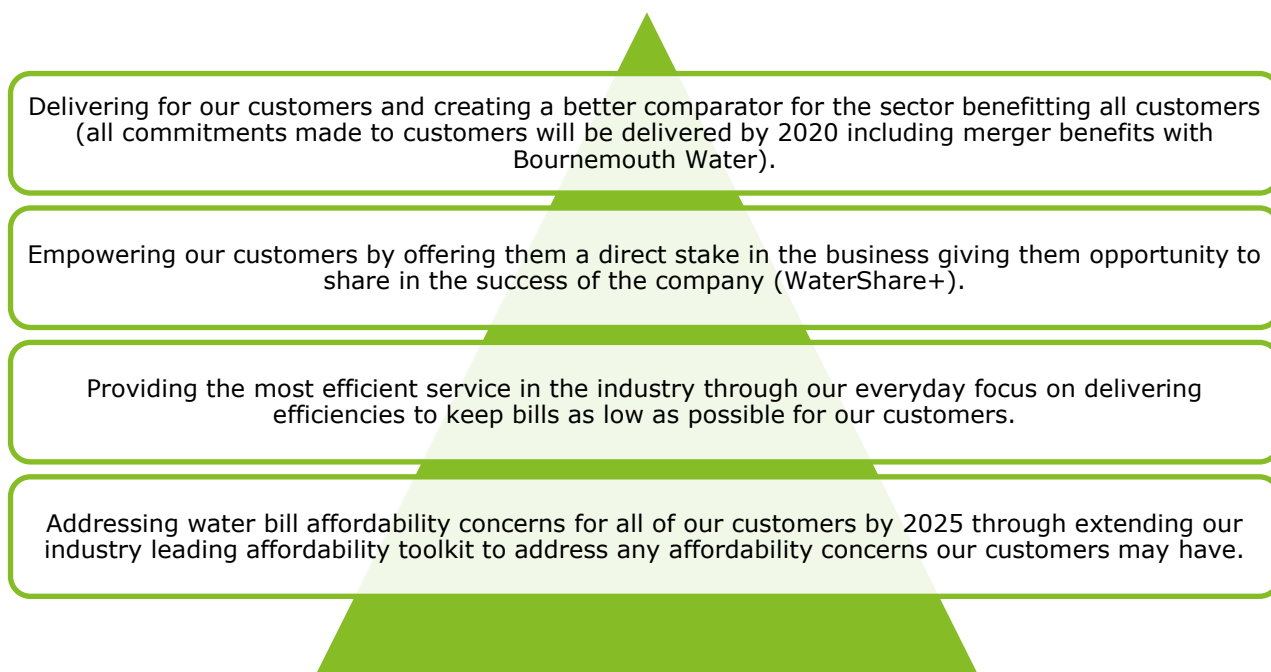 Delivering for our customers and creating a better comparator for the sector benefitting all customers
(all commitments made to customers will be delivered by 2020 including merger benefits with
Bournemouth Water).
Empowering our customers by offering them a direct stake in the business giving them opportunity to
share in the success of the company (WaterShare+).
Providing the most efficient service in the industry through our everyday focus on delivering
efficiencies to keep bills as low as possible for our customers.
Addressing water bill affordability concerns for all of our customers by 2025 through extending our
industry leading affordability toolkit to address any affordability concerns our customers may have.